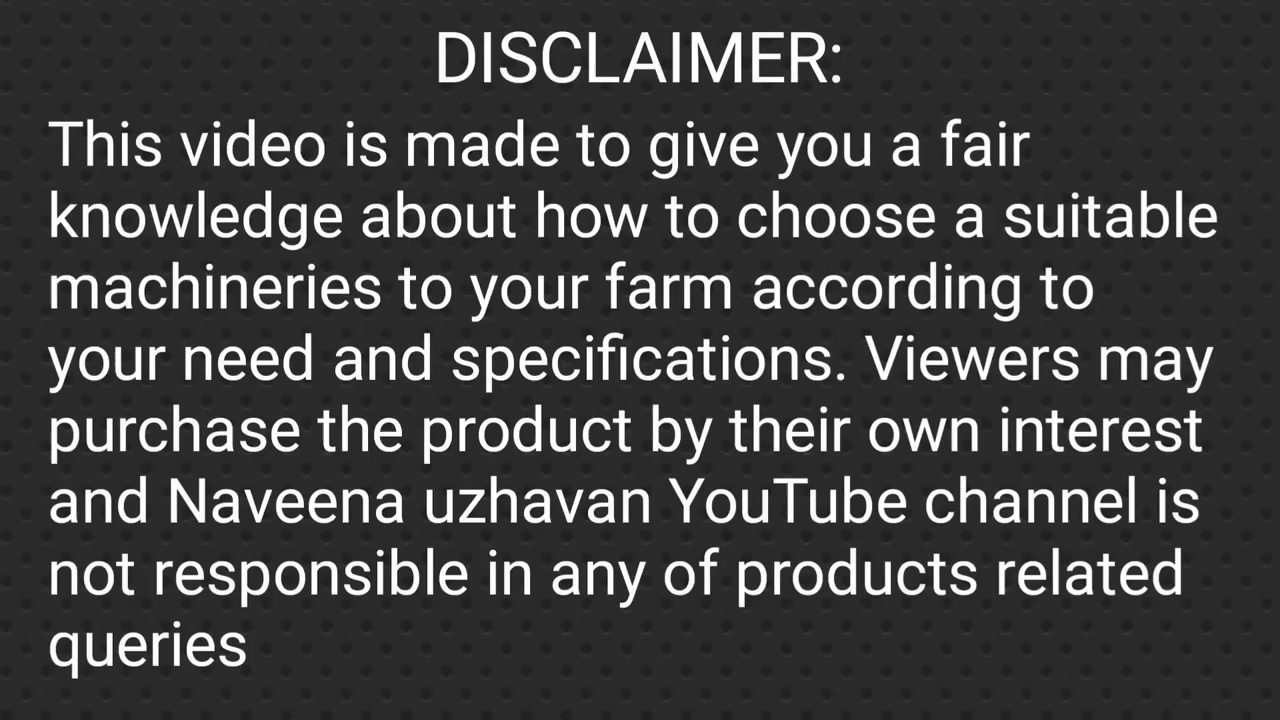 DISCLAIMER:
This video is made to give you a fair
knowledge about how to choose a suitable
machineries to your farm according to
your need and specifications. Viewers may
purchase the product by their own interest
and Naveena uzhavan YouTube channel is
not responsible in any of products related
queries